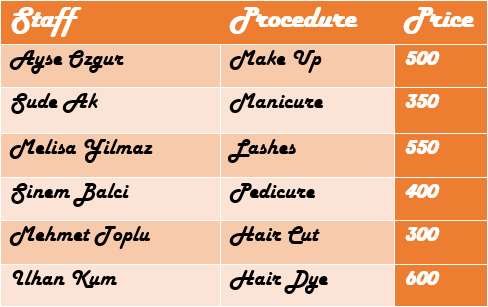 Staff Procedure Price
Ayse Ozgur Make Up 500
Sude Ak Manicure 350
Melisa Yilmaz Lashes 550
Sinem Balci Pedicure 400
Mehmet Toplu Hair Cut 300
Ilhan Kum Hair Dye 600